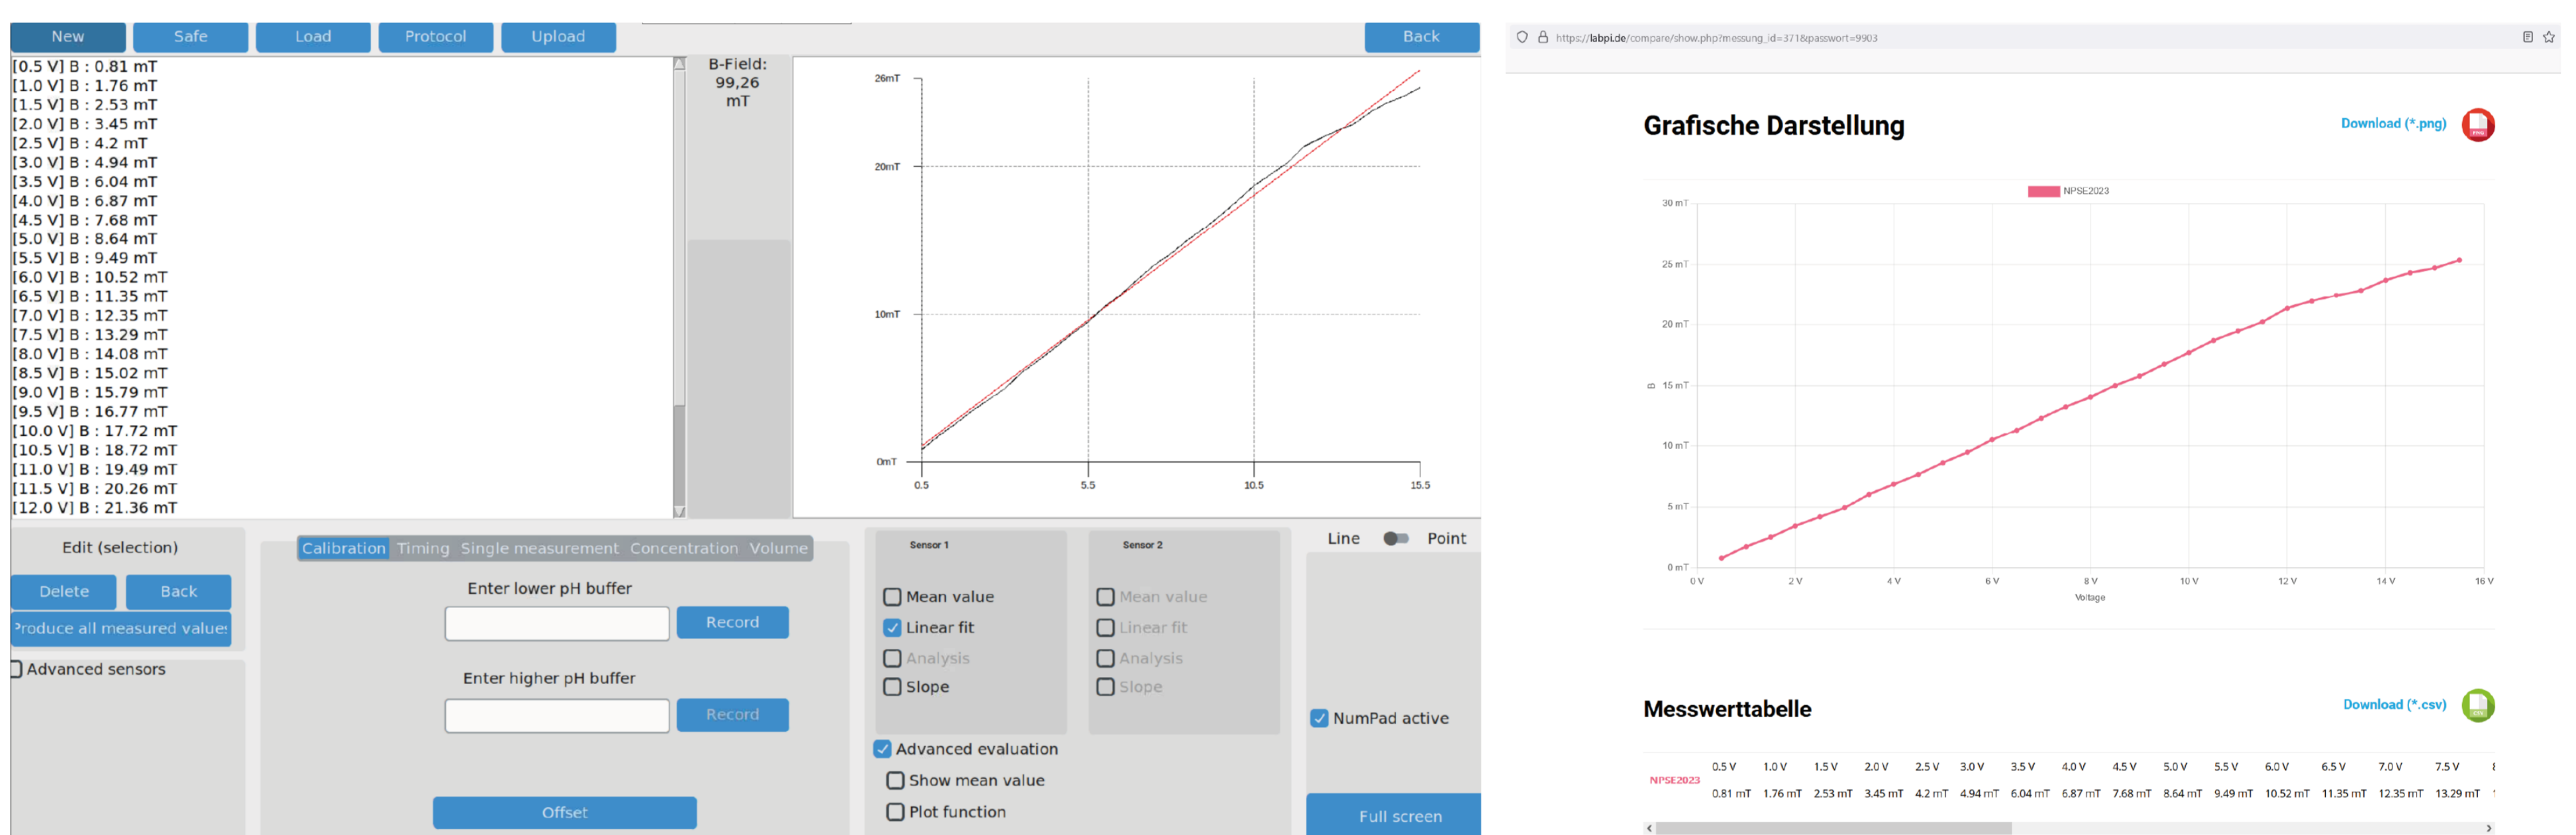 New Safe Load Protocol Upload Back
[0.5 V] B : 0.81 mT
[1.0 V] B : 1.76 mT
[1.5 V] B : 2.53 mT
[2.0 V] B : 3.45 mT
[2.5 V] B : 4.2 mT
[3.0 V] B : 4.94 mT
[3.5 V] B : 6.04 mT
[4.0 V] B : 6.87 mT
[4.5 V] B : 7.68 mT
[5.0 V] B : 8.64 mT
[5.5 V] B : 9.49 mT
[6.0 V] B : 10.52 mT
[6.5 V] B : 11.35 mT
[7.0 V] B : 12.35 mT
[7.5 V] B : 13.29 mT
[8.0 V] B : 14.08 mT
[8.5 V] B : 15.02 mT
[9.0 V] B : 15.79 mT
[9.5 V] B : 16.77 mT
[10.0 V] B : 17.72 mT
[10.5 V] B : 18.72 mT
[11.0 V] B : 19.49 mT
[11.5 V] B : 20.26 mT
[12.0 V] B : 21.36 mT
B-Field:
99,26
mT
26mT
20mT
10mT
0mT
0.5 5.5 10.5 15.5
Edit (selection)
Delete Back
Produce all measured values
Advanced sensors
Calibration Timing Single measurement Concentration Volume
Enter lower pH buffer
Record
Enter higher pH buffer
Record
Offset
Sensor 1
Mean value
Linear fit
Analysis
Slope
Sensor 2
Mean value
Linear fit
Analysis
Slope
Advanced evaluation
Show mean value
Plot function
Line Point
NumPad active
Full screen
https://labpi.de/compare/show.php?messung_id=371&passwort=9903
Grafische Darstellung
Download (*.png)
PNG
NPSE2023
30 mT
25 mT
20 mT
15 mT
10 mT
5 mT
0 mT
B
0 V 2 V 4 V 6 V 8 V 10 V 12 V 14 V 16 V
Voltage
Messwerttabelle
Download (*.csv)
CSV
0.5 V 1.0 V 1.5 V 2.0 V 2.5 V 3.0 V 3.5 V 4.0 V 4.5 V 5.0 V 5.5 V 6.0 V 6.5 V 7.0 V 7.5 V
NPSE2023
0.81 mT 1.76 mT 2.53 mT 3.45 mT 4.2 mT 4.94 mT 6.04 mT 6.87 mT 7.68 mT 8.64 mT 9.49 mT 10.52 mT 11.35 mT 12.35 mT 13.29 mT